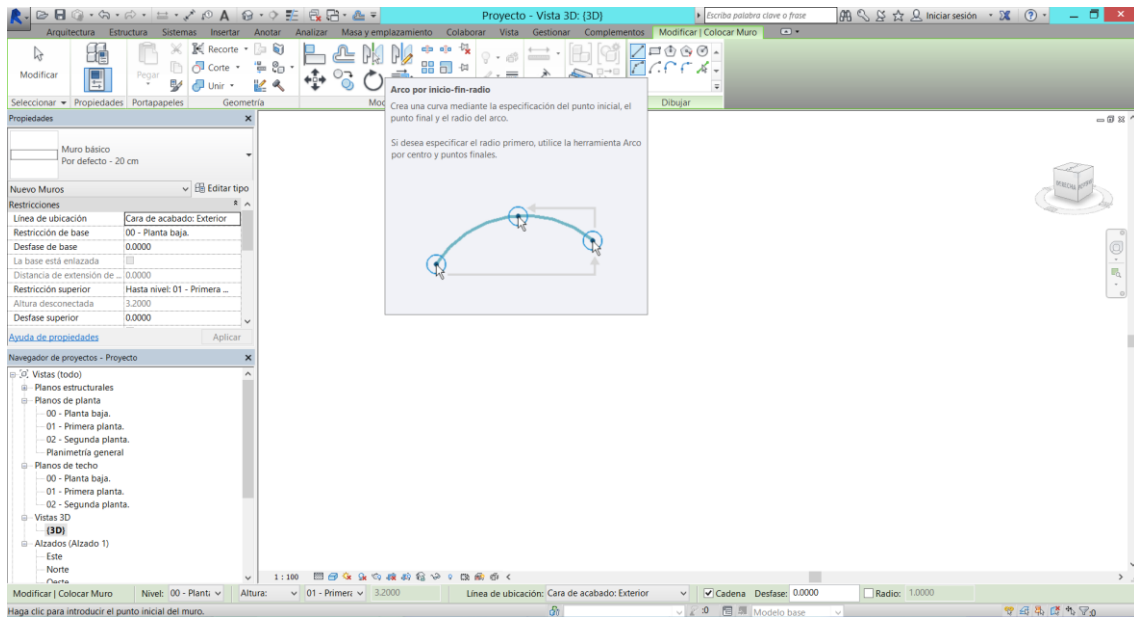 Proyecto - Vista 3D: {3D}
Escriba palabra clave o frase
Iniciar sesión
Arquitectura Estructura Sistemas Insertar Anotar Analizar Masa y emplazamiento Colaborar Vista Gestionar Complementos Modificar | Colocar Muro
Modificar
Pegar
Recorte
Corte
Unir
Seleccionar Propiedades Portapapeles Geometría Mod Dibujar
Arco por inicio-fin-radio
Crea una curva mediante la especificación del punto inicial, el
punto final y el radio del arco.
Si desea especificar el radio primero, utilice la herramienta Arco
por centro y puntos finales.
Propiedades
Muro básico
Por defecto - 20 cm
Nuevo Muros Editar tipo
Restricciones
Línea de ubicación Cara de acabado: Exterior
Restricción de base 00 - Planta baja.
Desfase de base 0.0000
La base está enlazada
Distancia de extensión de ... 0.0000
Restricción superior Hasta nivel: 01 - Primera ...
Altura desconectada 3.2000
Desfase superior 0.0000
Ayuda de propiedades Aplicar
Navegador de proyectos - Proyecto
Vistas (todo)
Planos estructurales
Planos de planta
00 - Planta baja.
01 - Primera planta.
02 - Segunda planta.
Planimetría general
Planos de techo
00 - Planta baja.
01 - Primera planta.
02 - Segunda planta.
Vistas 3D
{3D}
Alzados (Alzado 1)
Este
Norte
Oeste
1 : 100
Modificar | Colocar Muro Nivel: 00 - Planta Altura: 01 - Primera 3.2000 Línea de ubicación: Cara de acabado: Exterior Cadena Desfase: 0.0000 Radio: 1.0000
Haga clic para introducir el punto inicial del muro. :0 Modelo base :0